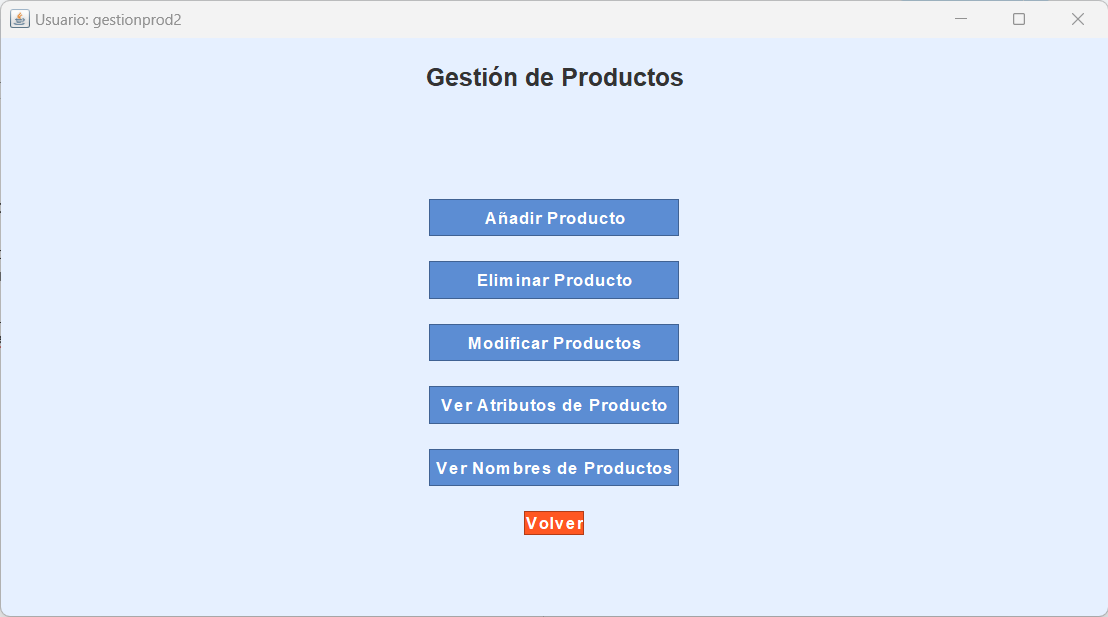 Usuario: gestionprod2
Gestión de Productos
Añadir Producto
Eliminar Producto
Modificar Productos
Ver Atributos de Producto
Ver Nombres de Productos
Volver